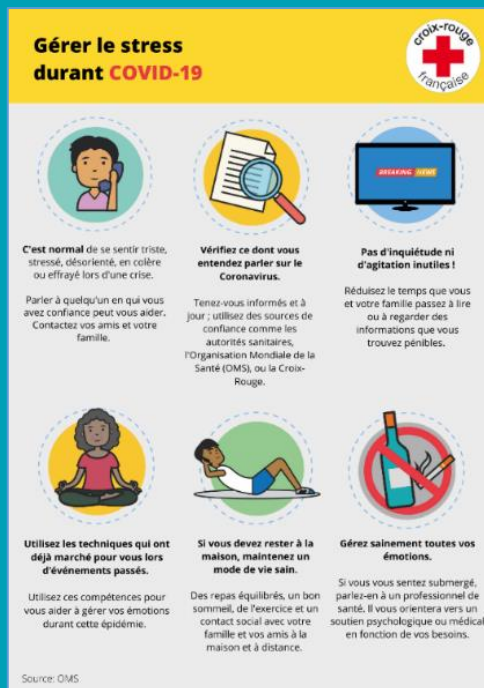 Gérer le stress
durant COVID-19
croix-rouge
française
BREAKING NEWS
C'est normal de se sentir triste,
stressé, désorienté, en colère
ou effrayé lors d'une crise.
Parler à quelqu'un en qui vous
avez confiance peut vous aider.
Contactez vos amis et votre
famille.
Vérifiez ce dont vous
entendez parler sur le
Coronavirus.
Tenez-vous informés et à
jour ; utilisez des sources de
confiance comme les
autorités sanitaires,
l'Organisation Mondiale de la
Santé (OMS), ou la Croix-
Rouge.
Pas d'inquiétude ni
d'agitation inutiles !
Réduisez le temps que vous
et votre famille passez à lire
ou à regarder des
informations que vous
trouvez pénibles.
Utilisez les techniques qui ont
déjà marché pour vous lors
d'événements passés.
Utilisez ces compétences pour
vous aider à gérer vos émotions
durant cette épidémie.
Si vous devez rester à la
maison, maintenez un
mode de vie sain.
Des repas équilibrés, un bon
sommeil, de l'exercice et un
contact social avec votre
famille et vos amis à la
maison et à distance.
Gérez sainement toutes vos
émotions.
Si vous vous sentez submergé,
parlez-en à un professionnel de
santé. Il vous orientera vers un
soutien psychologique ou médical
en fonction de vos besoins.
Source: OMS